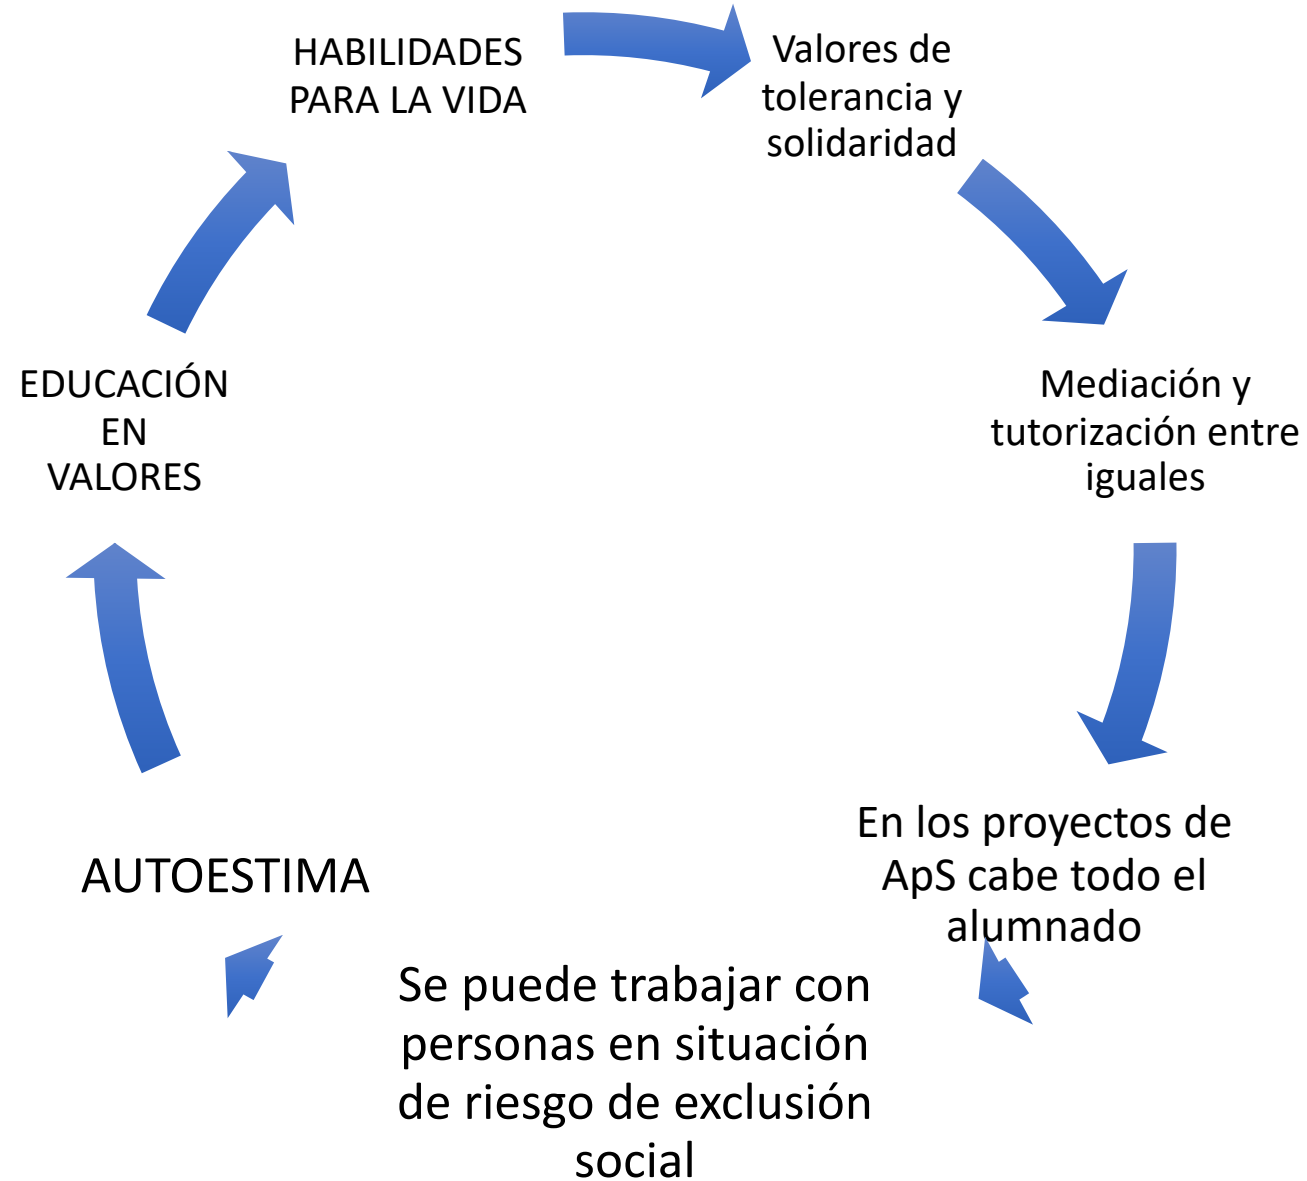 HABILIDADES
PARA LA VIDA
Valores de
tolerancia y
solidaridad
Mediación y
tutorización entre
iguales
En los proyectos de
ApS cabe todo el
alumnado
Se puede trabajar con
personas en situación
de riesgo de exclusión
social
AUTOESTIMA
EDUCACIÓN
EN
VALORES